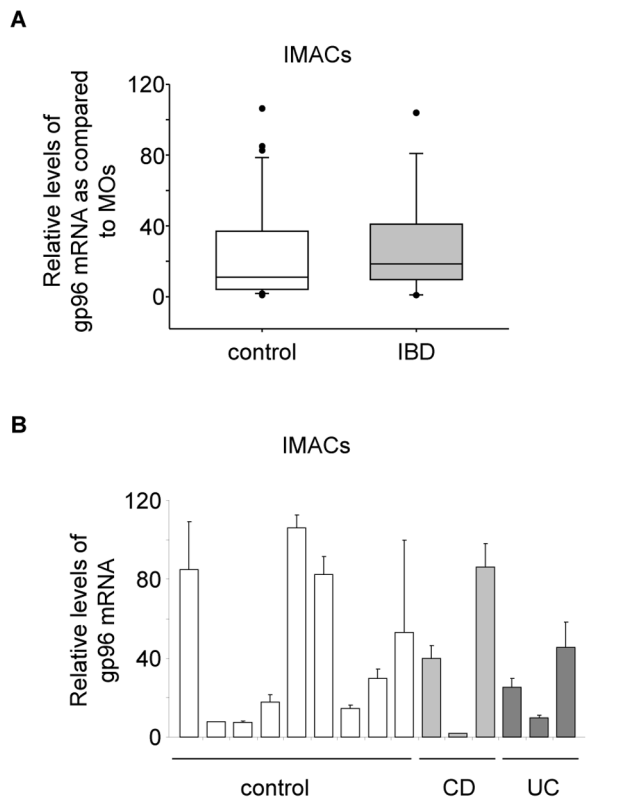 A
IMACs
Relative levels of
gp96 mRNA as compared
to MOs
120
80
40
0
control IBD
B
IMACs
Relative levels of
gp96 mRNA
120
80
40
0
control CD UC